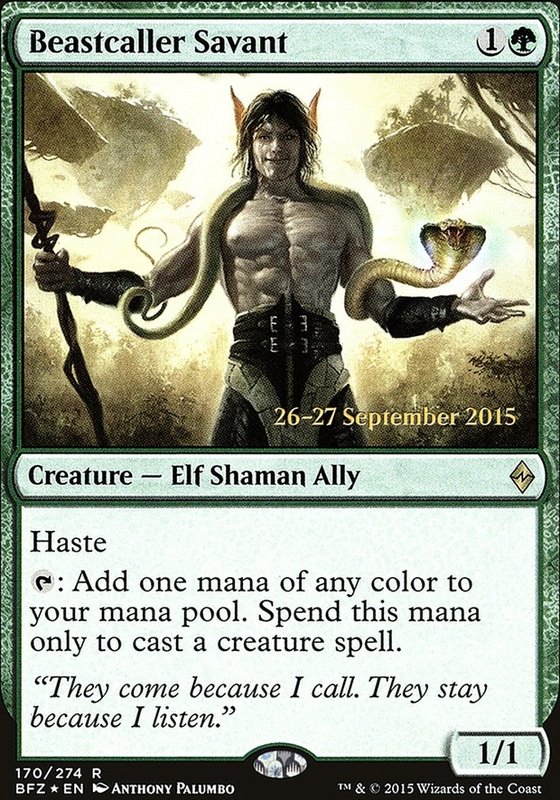 Beastcaller Savant 1
26–27 September 2015
Creature — Elf Shaman Ally
Haste
: Add one mana of any color to
your mana pool. Spend this mana
only to cast a creature spell.
“They come because I call. They stay
because I listen.”
1/1
170/274 R
BFZ ★ EN Anthony Palumbo
™ & © 2015 Wizards of the Coast